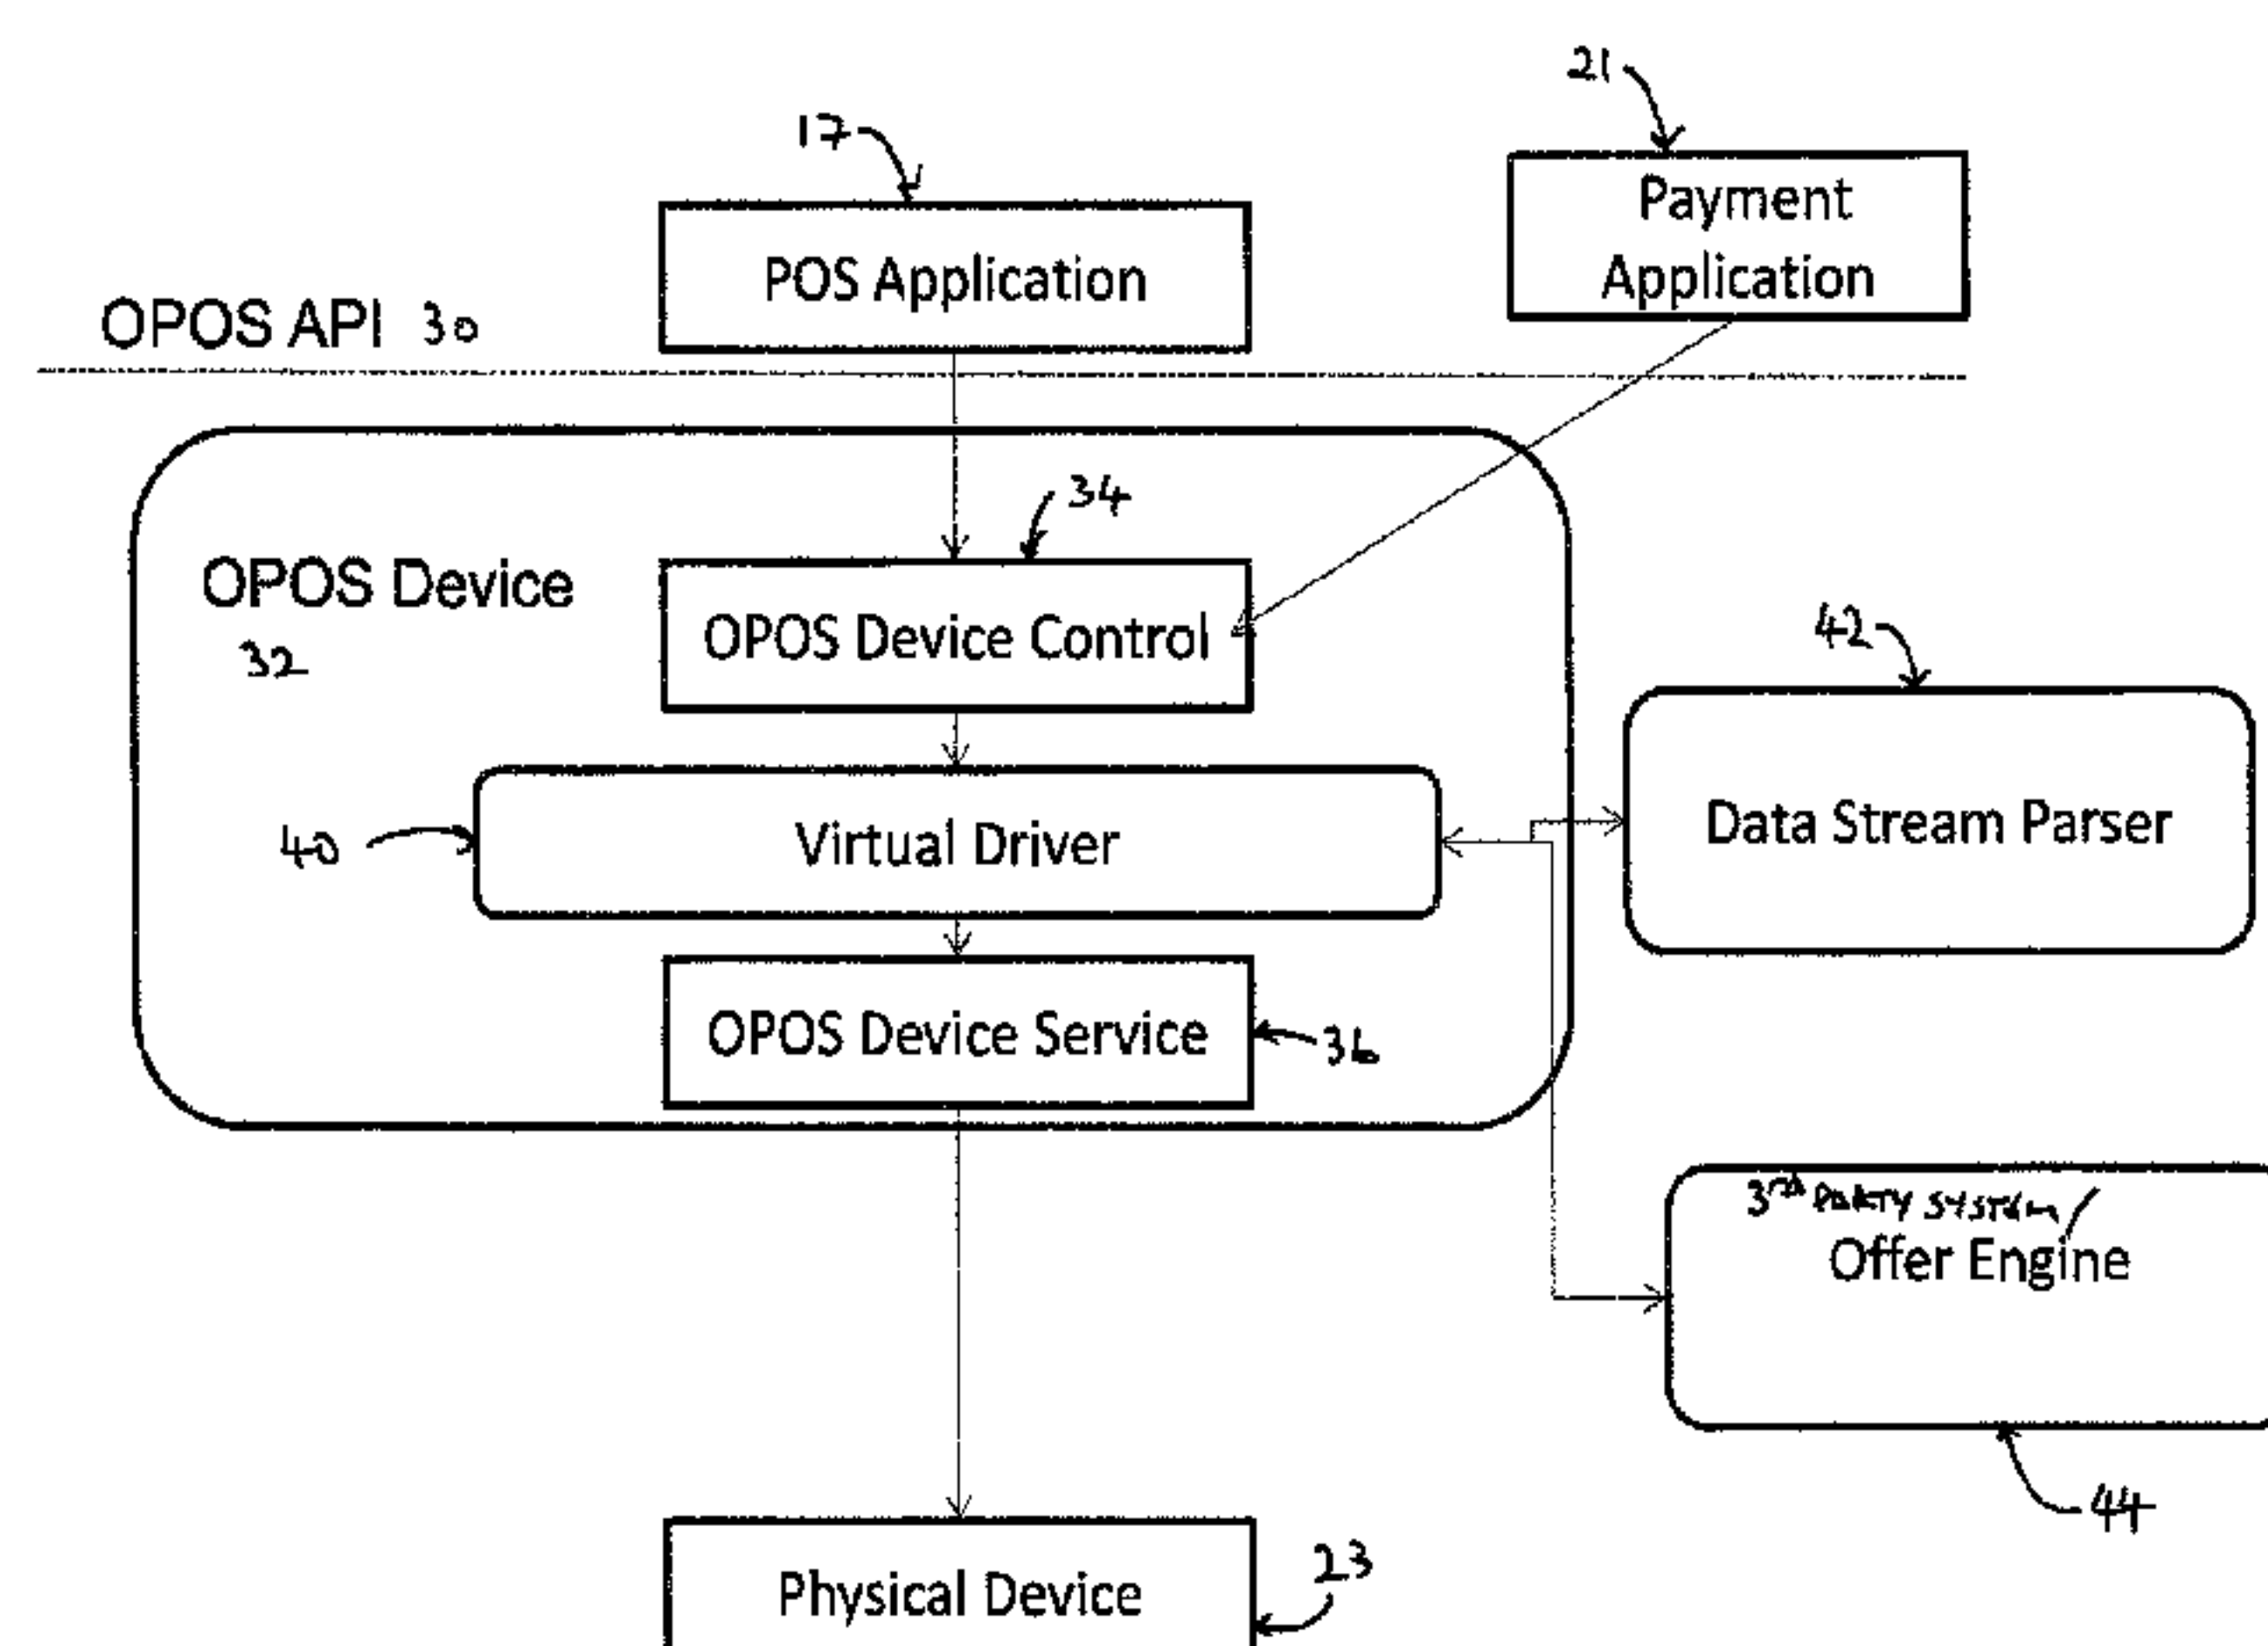 21
17
Payment
Application
POS Application
OPOS API 30
34
OPOS Device
32
OPOS Device Control
42
40
Virtual Driver
Data Stream Parser
OPOS Device Service
36
3rd PARTY SYSTEM/
Offer Engine
44
Physical Device
23